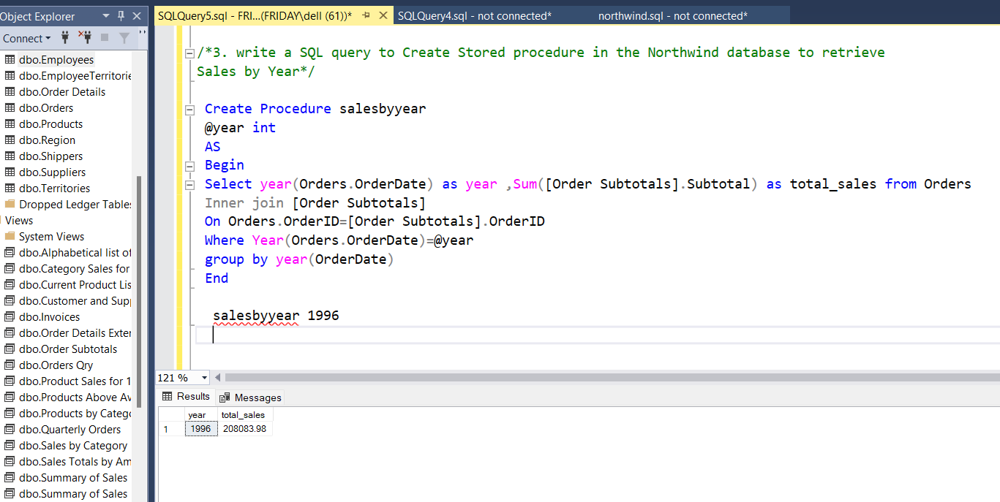 Object Explorer
SQLQuery5.sql - FRI...(FRIDAY\dell (61))*
SQLQuery4.sql - not connected*
northwind.sql - not connected*
Connect
dbo.Employees
dbo.EmployeeTerritorie
dbo.Order Details
dbo.Orders
dbo.Products
dbo.Region
dbo.Shippers
dbo.Suppliers
dbo.Territories
Dropped Ledger Tables
Views
System Views
dbo.Alphabetical list of
dbo.Category Sales for
dbo.Current Product Lis
dbo.Customer and Supp
dbo.Invoices
dbo.Order Details Exter
dbo.Order Subtotals
dbo.Orders Qry
dbo.Product Sales for 1
dbo.Products Above Av
dbo.Products by Catego
dbo.Quarterly Orders
dbo.Sales by Category
dbo.Sales Totals by Am
dbo.Summary of Sales
dbo.Summary of Sales
/*3. write a SQL query to Create Stored procedure in the Northwind database to retrieve
Sales by Year*/
Create Procedure salesbyyear
@year int
AS
Begin
Select year(Orders.OrderDate) as year ,Sum([Order Subtotals].Subtotal) as total_sales from Orders
Inner join [Order Subtotals]
On Orders.OrderID=[Order Subtotals].OrderID
Where Year(Orders.OrderDate)=@year
group by year(OrderDate)
End
salesbyyear 1996
121 %
Results
Messages
year total_sales
1 1996 208083.98